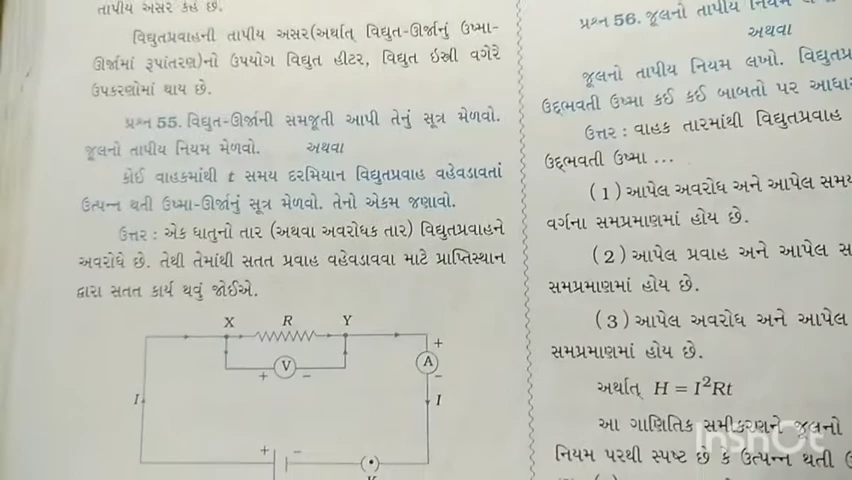 તાપીય અસર કહે છે.
વિદ્યુતપ્રવાહની તાપીય અસર(અર્થાત્ વિદ્યુત-ઊર્જાનું ઉષ્મા-
ઊર્જામાં રૂપાંતરણ)નો ઉપયોગ વિદ્યુત હીટર, વિદ્યુત ઇસ્ત્રી વગેરે
ઉપકરણોમાં થાય છે.
પ્રશ્ન 55. વિદ્યુત-ઊર્જાની સમજૂતી આપી તેનું સૂત્ર મેળવો.
જૂલનો તાપીય નિયમ મેળવો. અથવા
કોઈ વાહકમાંથી t સમય દરમિયાન વિદ્યુતપ્રવાહ વહેવડાવતાં
ઉત્પન્ન થતી ઉષ્મા-ઊર્જાનું સૂત્ર મેળવો. તેનો એકમ જણાવો.
ઉત્તર : એક ધાતુનો તાર (અથવા અવરોધક તાર) વિદ્યુતપ્રવાહને
અવરોધે છે. તેથી તેમાંથી સતત પ્રવાહ વહેવડાવવા માટે પ્રાપ્તિસ્થાન
દ્વારા સતત કાર્ય થવું જોઈએ.
X R Y
+ V −
+
A
−
I I
+ −
પ્રશ્ન 56. જૂલનો તાપીય નિયમ
અથવા
જૂલનો તાપીય નિયમ લખો. વિદ્યુતપ્ર
ઉદ્ભવતી ઉષ્મા કઈ કઈ બાબતો પર આધાર
ઉત્તર : વાહક તારમાંથી વિદ્યુતપ્રવાહ
ઉદ્ભવતી ઉષ્મા ...
(1) આપેલ અવરોધ અને આપેલ સમય
વર્ગના સમપ્રમાણમાં હોય છે.
(2) આપેલ પ્રવાહ અને આપેલ સ
સમપ્રમાણમાં હોય છે.
(3) આપેલ અવરોધ અને આપેલ
સમપ્રમાણમાં હોય છે.
અર્થાત્ H = I²Rt
આ ગાણિતિક સમીકરણને જૂલનો
નિયમ પરથી સ્પષ્ટ છે કે ઉત્પન્ન થતી
InShOt